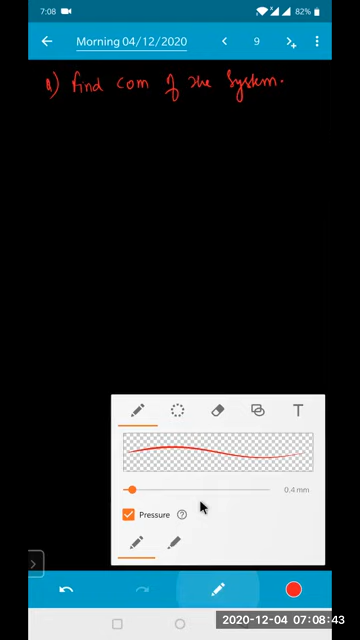 7:08 82%
Morning 04/12/2020 9
Q) Find com of the System.
T
0.4 mm
Pressure ?
2020-12-04 07:08:43